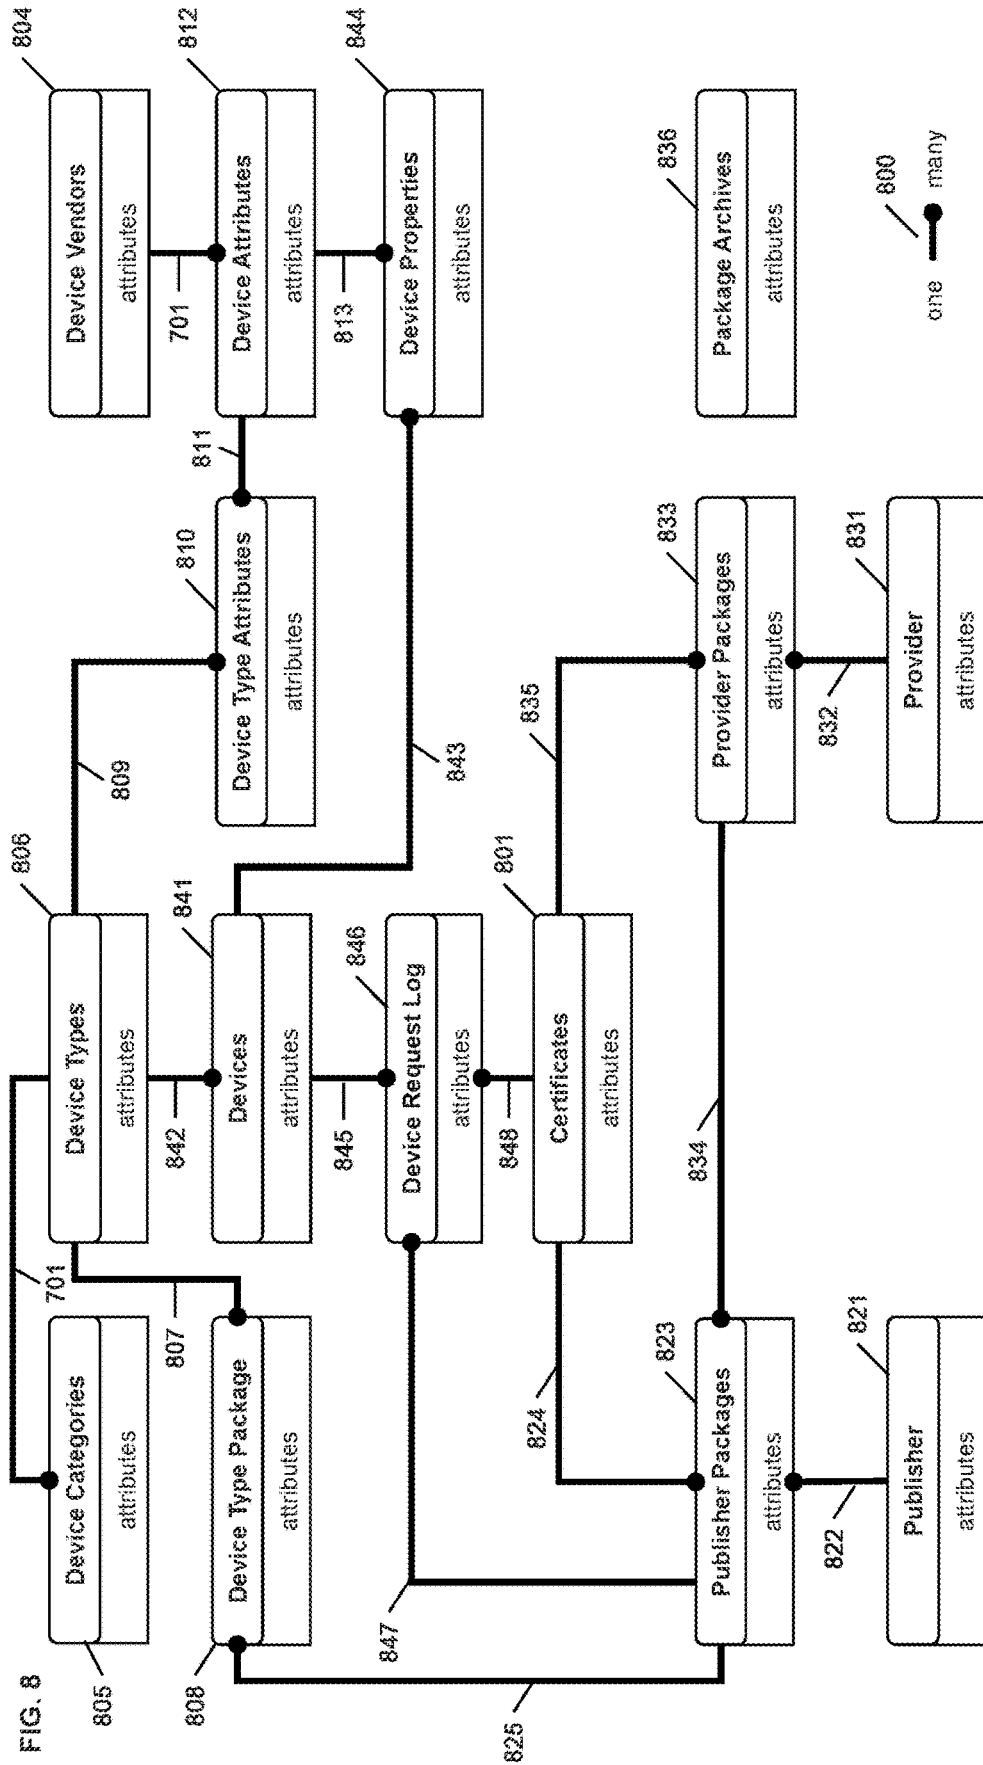 FIG. 8
805
Device Categories
attributes
701
Device Types
attributes
806
809
Device Vendors
attributes
804
808
Device Type Package
attributes
807
842
Devices
attributes
841
Device Type Attributes
attributes
810
811
701
Device Attributes
attributes
812
847
845
Device Request Log
attributes
846
843
813
Device Properties
attributes
844
825
824
848
Certificates
attributes
801
835
Publisher Packages
attributes
823
834
Provider Packages
attributes
833
Package Archives
attributes
836
822
Publisher
attributes
821
832
Provider
attributes
831
800
one
many